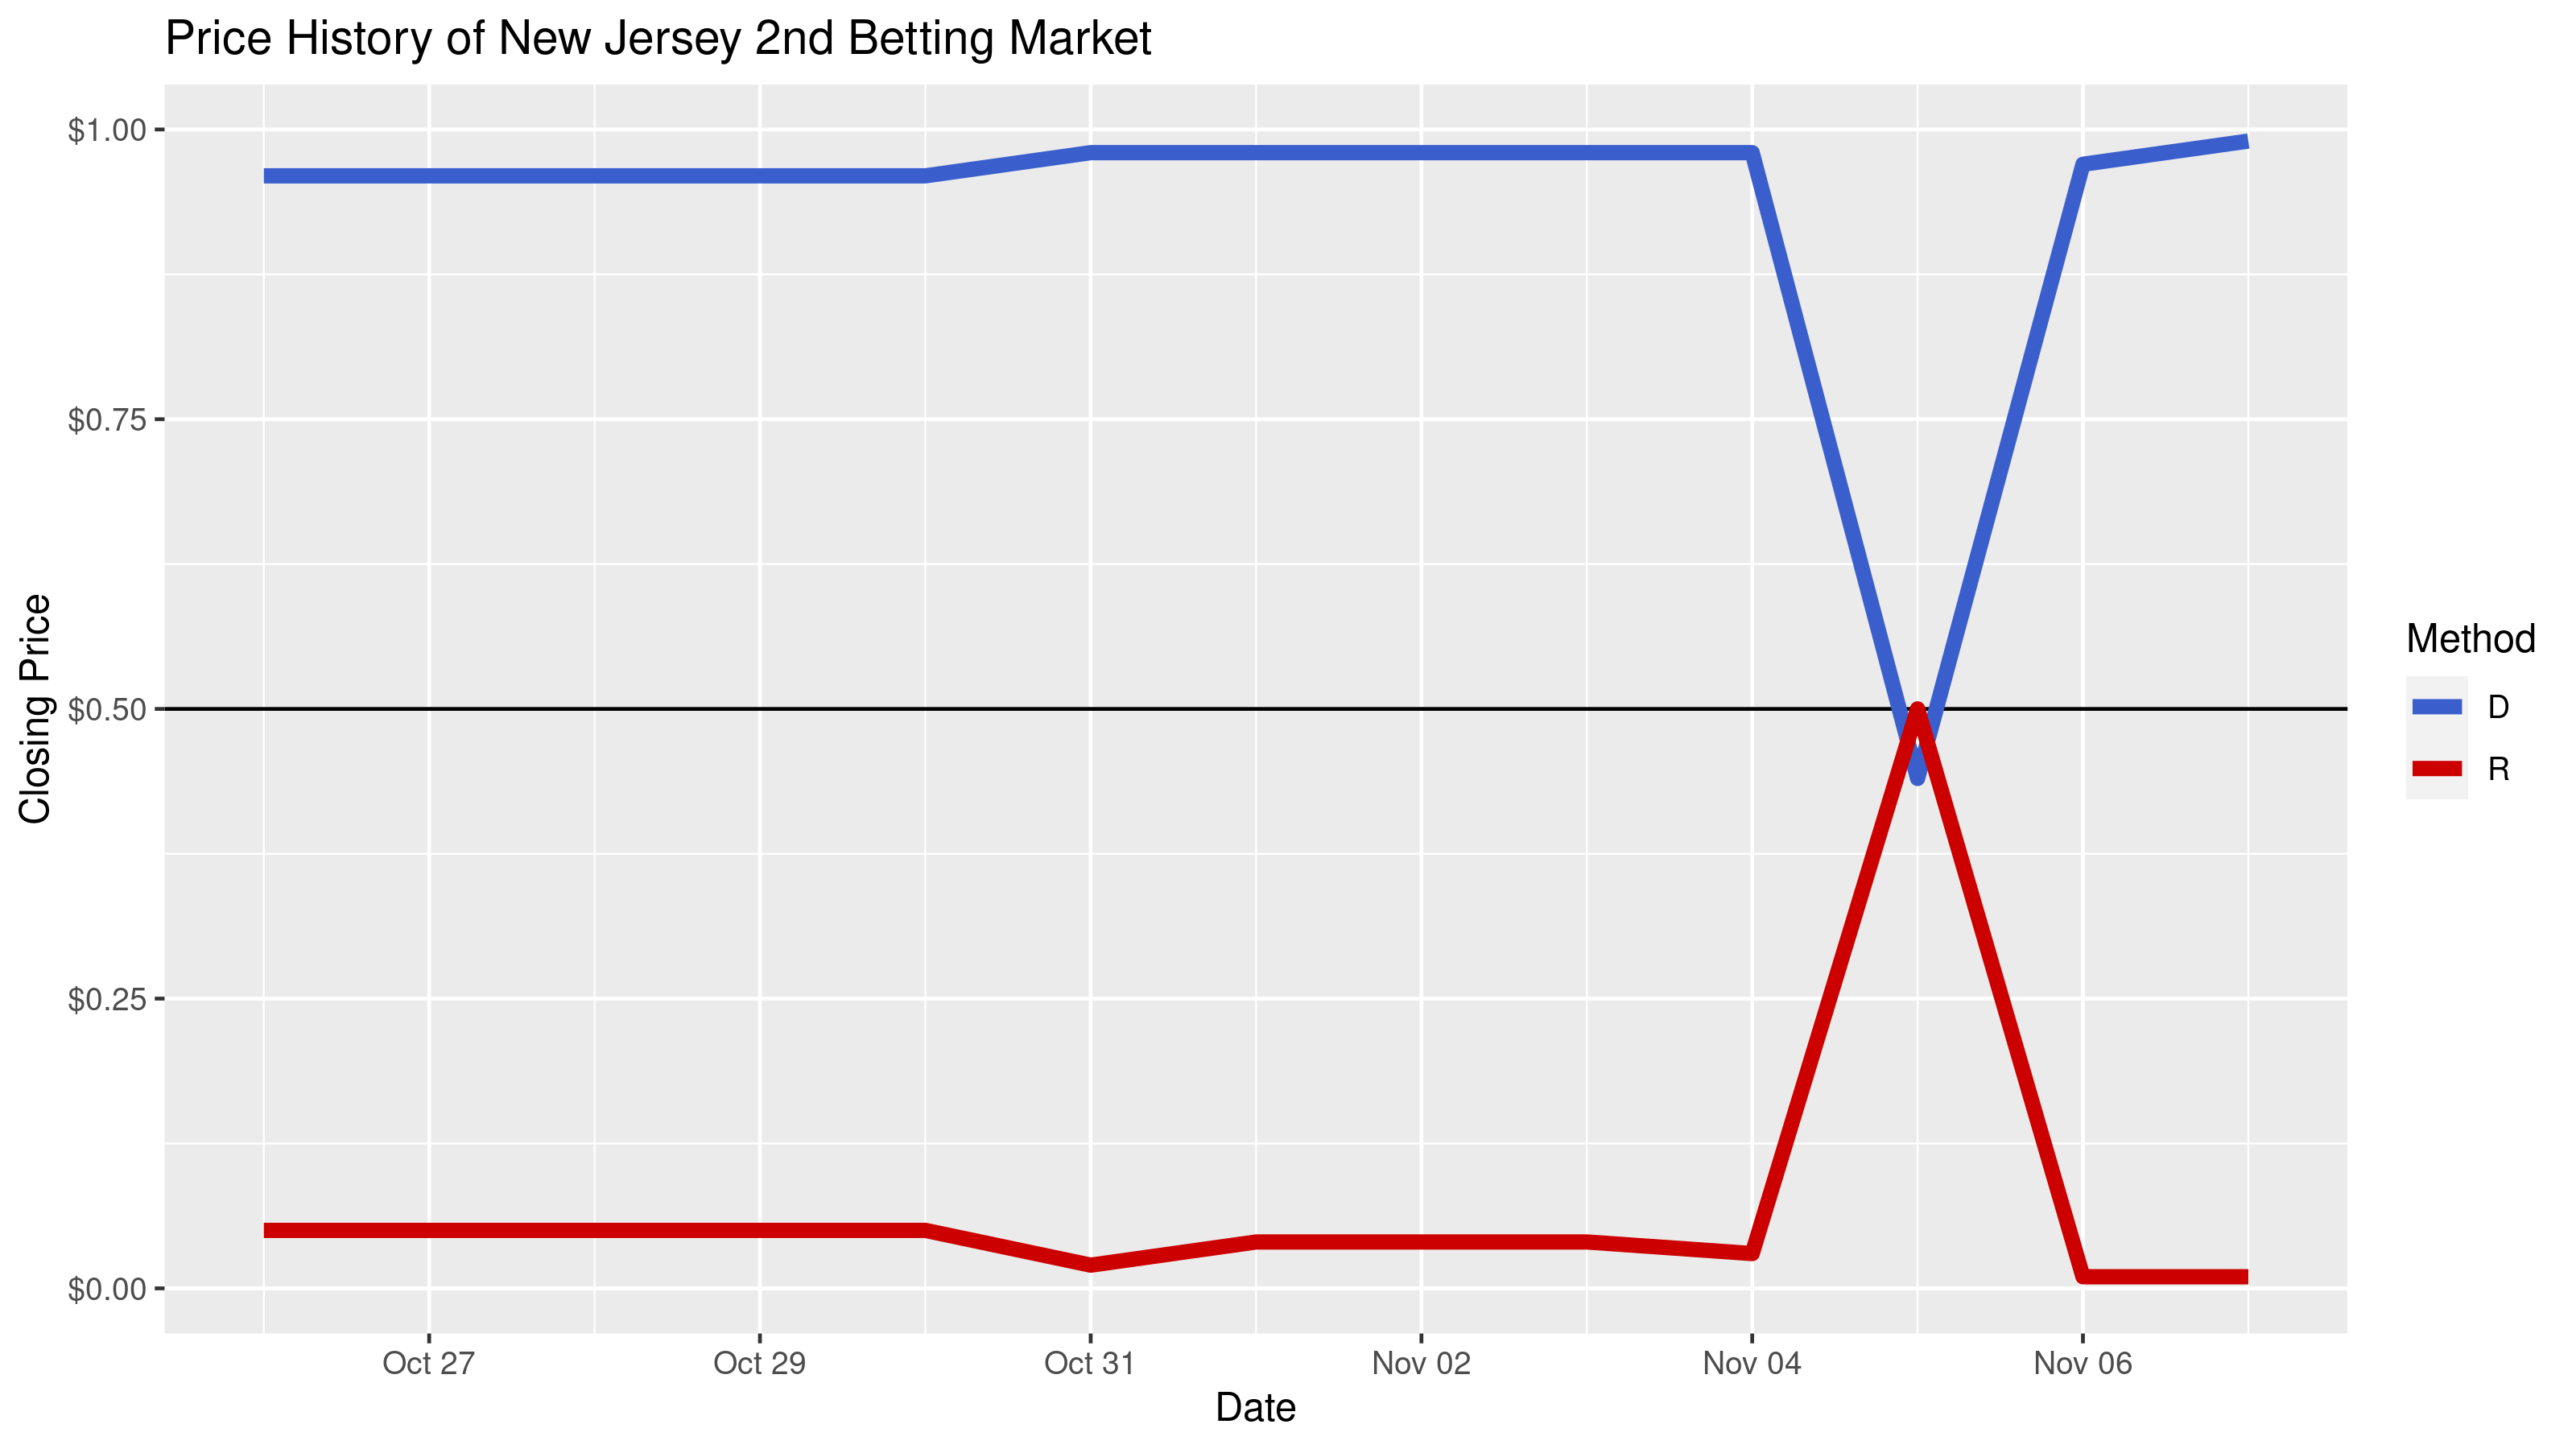 Price History of New Jersey 2nd Betting Market
Closing Price
$1.00
$0.75
$0.50
$0.25
$0.00
Oct 27 Oct 29 Oct 31 Nov 02 Nov 04 Nov 06
Date
Method
D
R